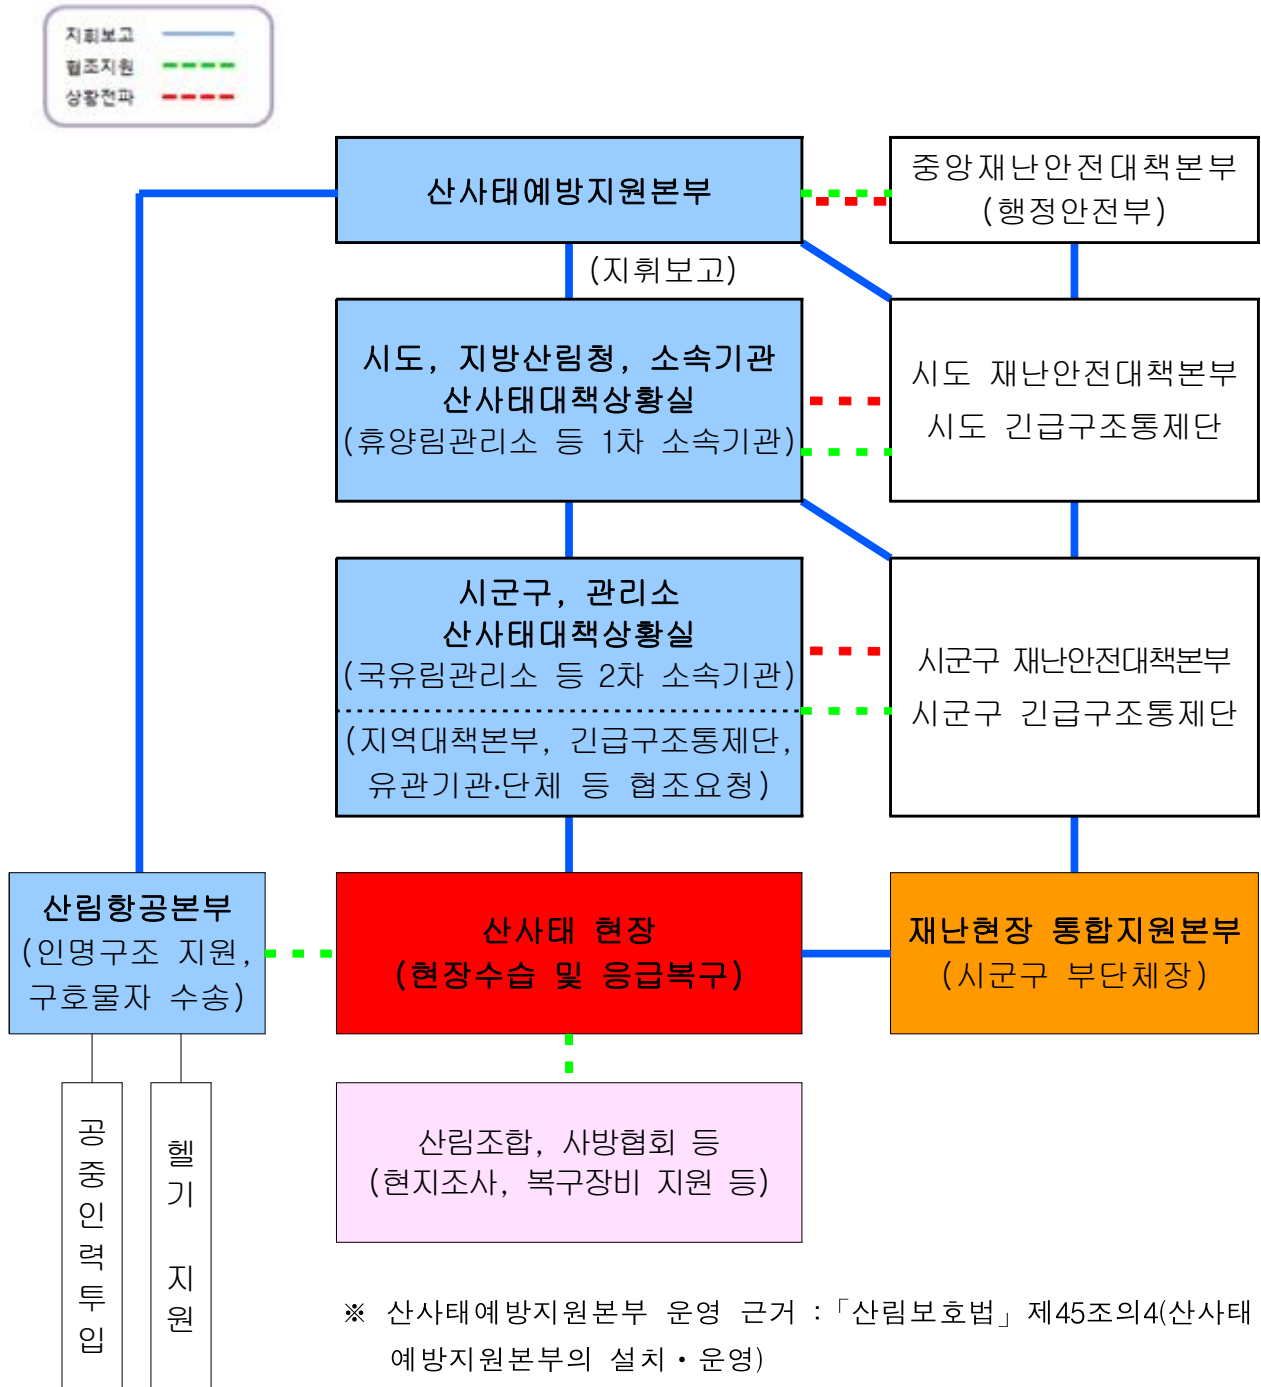 지휘보고
협조지원
상황전파
산사태예방지원본부
중앙재난안전대책본부
(행정안전부)
(지휘보고)
시도, 지방산림청, 소속기관
산사태대책상황실
(휴양림관리소 등 1차 소속기관)
시도 재난안전대책본부
시도 긴급구조통제단
시군구, 관리소
산사태대책상황실
(국유림관리소 등 2차 소속기관)
(지역대책본부, 긴급구조통제단,
유관기관·단체 등 협조요청)
시군구 재난안전대책본부
시군구 긴급구조통제단
산림항공본부
(인명구조 지원,
구호물자 수송)
산사태 현장
(현장수습 및 응급복구)
재난현장 통합지원본부
(시군구 부단체장)
공중인력투입
헬기 지원
산림조합, 사방협회 등
(현지조사, 복구장비 지원 등)
※ 산사태예방지원본부 운영 근거 :「산림보호법」제45조의4(산사태
예방지원본부의 설치・운영)